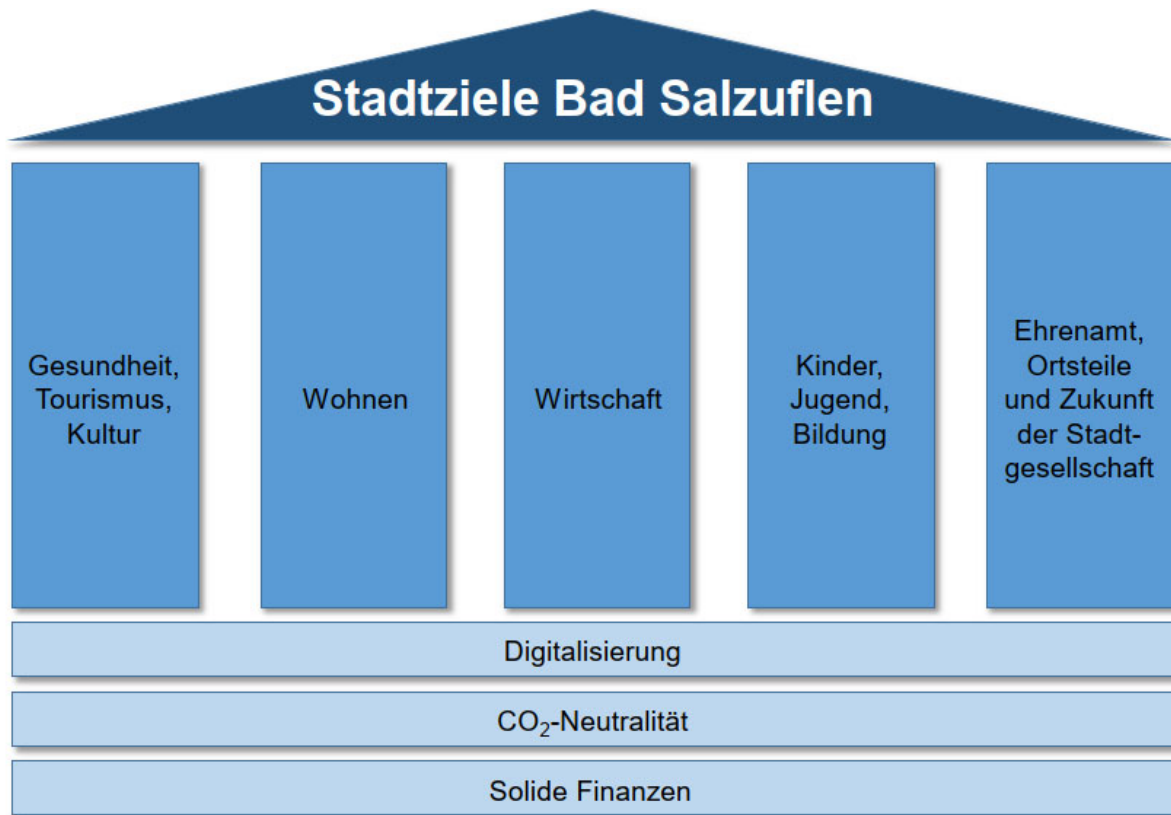 Stadtziele Bad Salzuflen
Gesundheit,
Tourismus,
Kultur
Wohnen
Wirtschaft
Kinder,
Jugend,
Bildung
Ehrenamt,
Ortsteile
und Zukunft
der Stadt-
gesellschaft
Digitalisierung
CO₂-Neutralität
Solide Finanzen